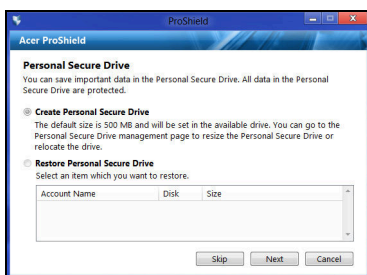 ProShield
Acer ProShield
Personal Secure Drive
You can save important data in the Personal Secure Drive. All data in the Personal
Secure Drive are protected.
Create Personal Secure Drive
The default size is 500 MB and will be set in the available drive. You can go to the
Personal Secure Drive management page to resize the Personal Secure Drive or
relocate the drive.
Restore Personal Secure Drive
Select an item which you want to restore.
Account Name Disk Size
Skip Next Cancel